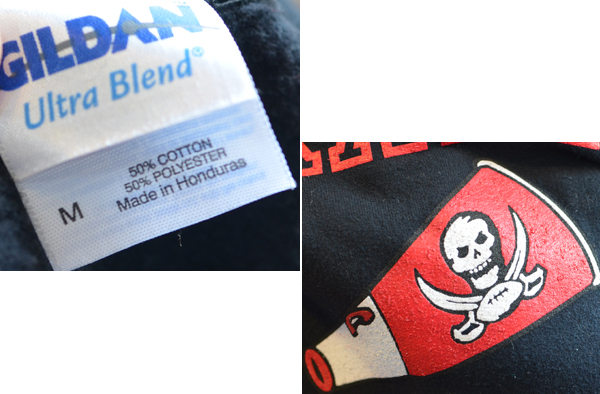 GILDAN
Ultra Blend®
50% COTTON
50% POLYESTER
M
Made in Honduras